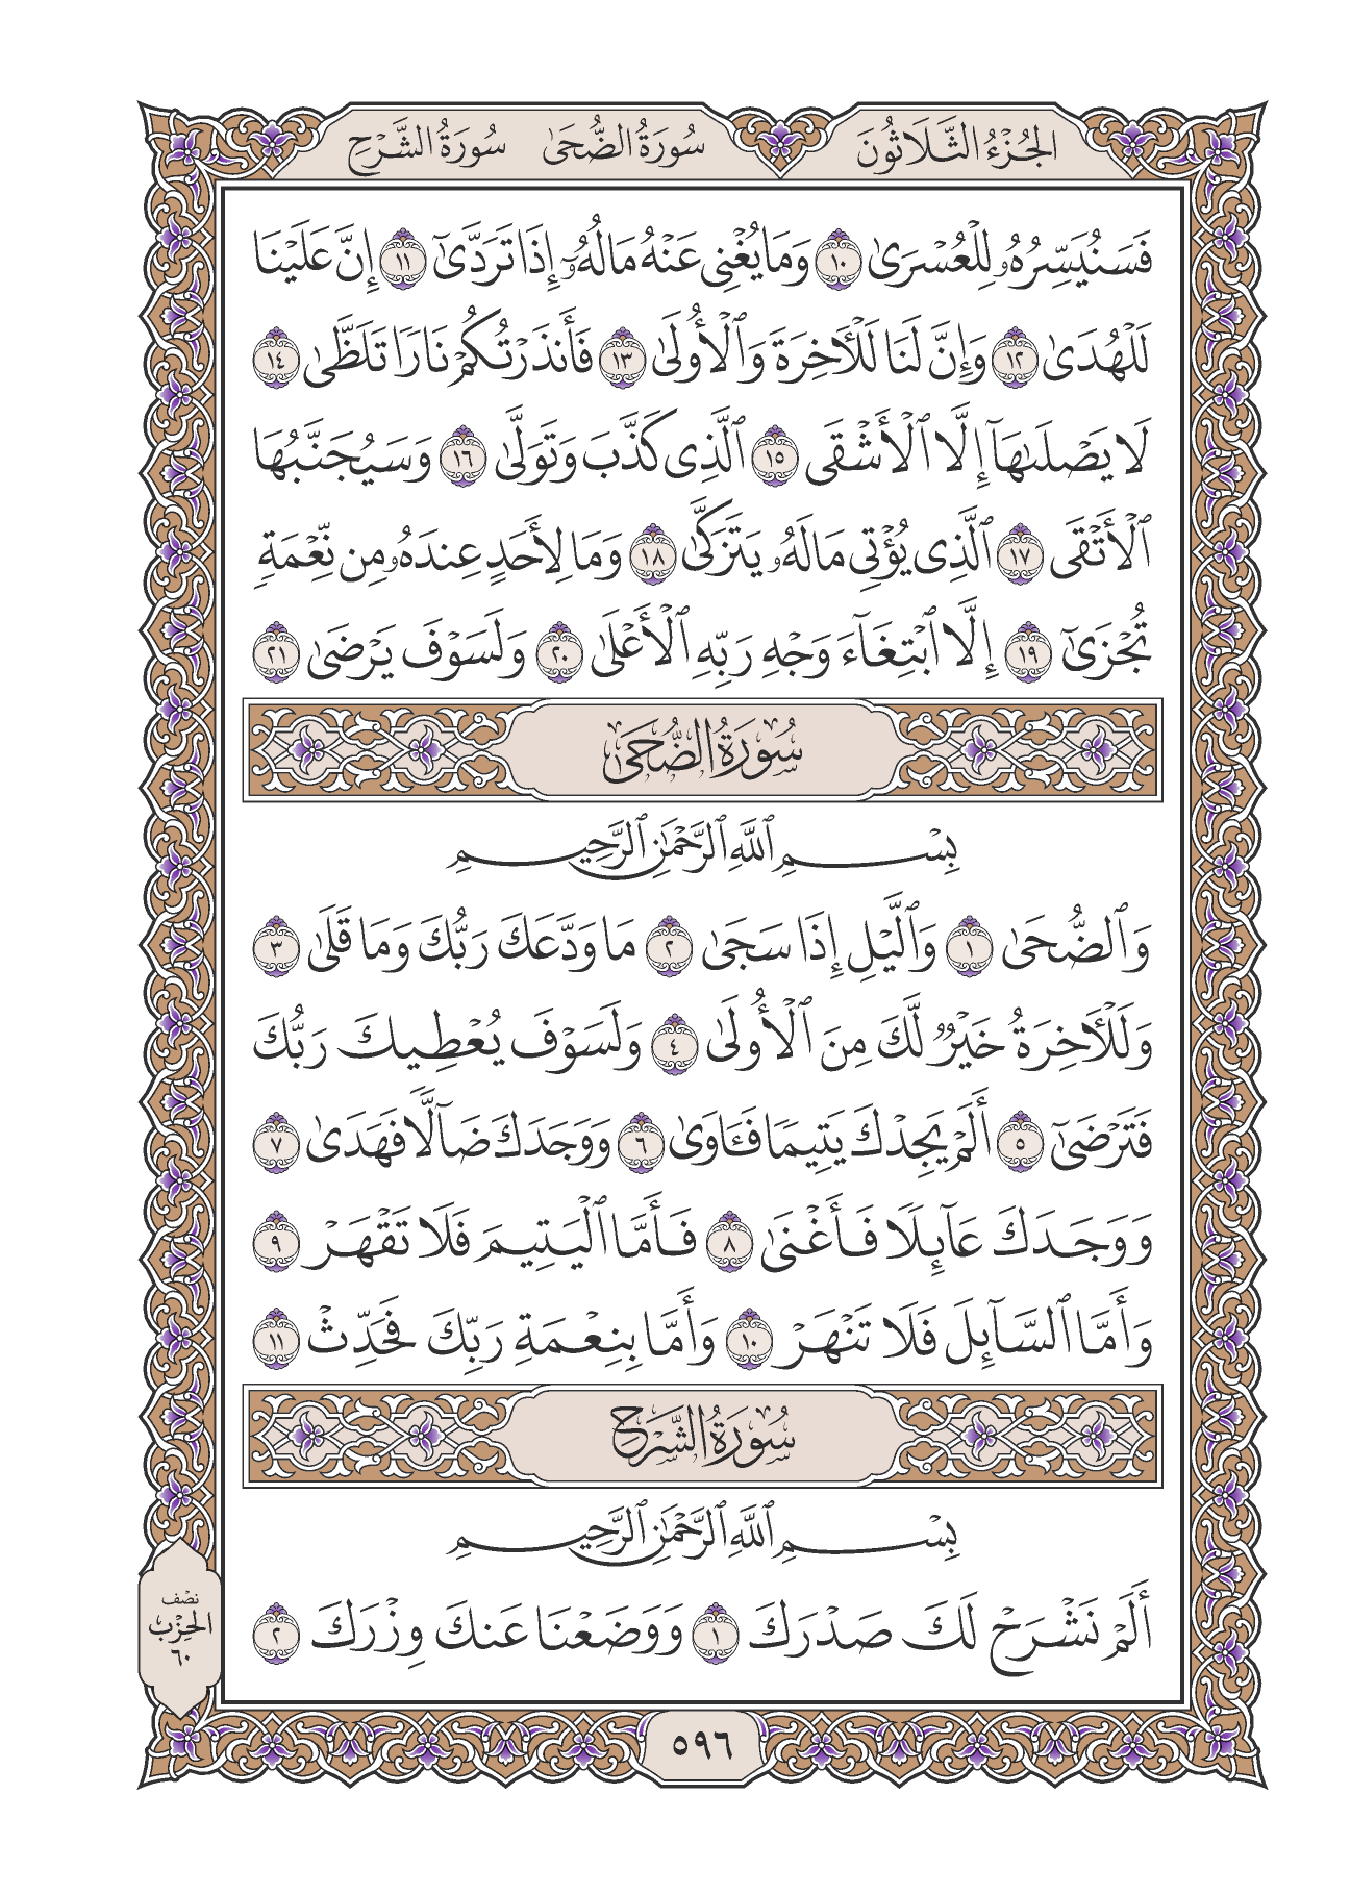 الجُزْءُ الثَّلَاثُونَ سُورَةُ الضُّحَىٰ سُورَةُ الشَّرْحِ
فَسَنُيَسِّرُهُۥ لِلْعُسْرَىٰ ١٠ وَمَا يُغْنِى عَنْهُ مَالُهُۥٓ إِذَا تَرَدَّىٰٓ ١١ إِنَّ عَلَيْنَا
لَلْهُدَىٰ ١٢ وَإِنَّ لَنَا لَلْـَٔاخِرَةَ وَٱلْأُولَىٰ ١٣ فَأَنذَرْتُكُمْ نَارًا تَلَظَّىٰ ١٤
لَا يَصْلَىٰهَآ إِلَّا ٱلْأَشْقَى ١٥ ٱلَّذِى كَذَّبَ وَتَوَلَّىٰ ١٦ وَسَيُجَنَّبُهَا
ٱلْأَتْقَى ١٧ ٱلَّذِى يُؤْتِى مَالَهُۥ يَتَزَكَّىٰ ١٨ وَمَا لِأَحَدٍ عِندَهُۥ مِن نِّعْمَةٍ
تُجْزَىٰٓ ١٩ إِلَّا ٱبْتِغَآءَ وَجْهِ رَبِّهِ ٱلْأَعْلَىٰ ٢٠ وَلَسَوْفَ يَرْضَىٰ ٢١
سُورَةُ الضُّحَىٰ
بِسْمِ ٱللَّهِ ٱلرَّحْمَٰنِ ٱلرَّحِيمِ
وَٱلضُّحَىٰ ١ وَٱلَّيْلِ إِذَا سَجَىٰ ٢ مَا وَدَّعَكَ رَبُّكَ وَمَا قَلَىٰ ٣
وَلَلْـَٔاخِرَةُ خَيْرٌ لَّكَ مِنَ ٱلْأُولَىٰ ٤ وَلَسَوْفَ يُعْطِيكَ رَبُّكَ
فَتَرْضَىٰٓ ٥ أَلَمْ يَجِدْكَ يَتِيمًا فَـَٔاوَىٰ ٦ وَوَجَدَكَ ضَآلًّا فَهَدَىٰ ٧
وَوَجَدَكَ عَآئِلًا فَأَغْنَىٰ ٨ فَأَمَّا ٱلْيَتِيمَ فَلَا تَقْهَرْ ٩
وَأَمَّا ٱلسَّآئِلَ فَلَا تَنْهَرْ ١٠ وَأَمَّا بِنِعْمَةِ رَبِّكَ فَحَدِّثْ ١١
سُورَةُ الشَّرْحِ
بِسْمِ ٱللَّهِ ٱلرَّحْمَٰنِ ٱلرَّحِيمِ
أَلَمْ نَشْرَحْ لَكَ صَدْرَكَ ١ وَوَضَعْنَا عَنكَ وِزْرَكَ ٢
نصْف
الحِزْب
٦٠
٥٩٦